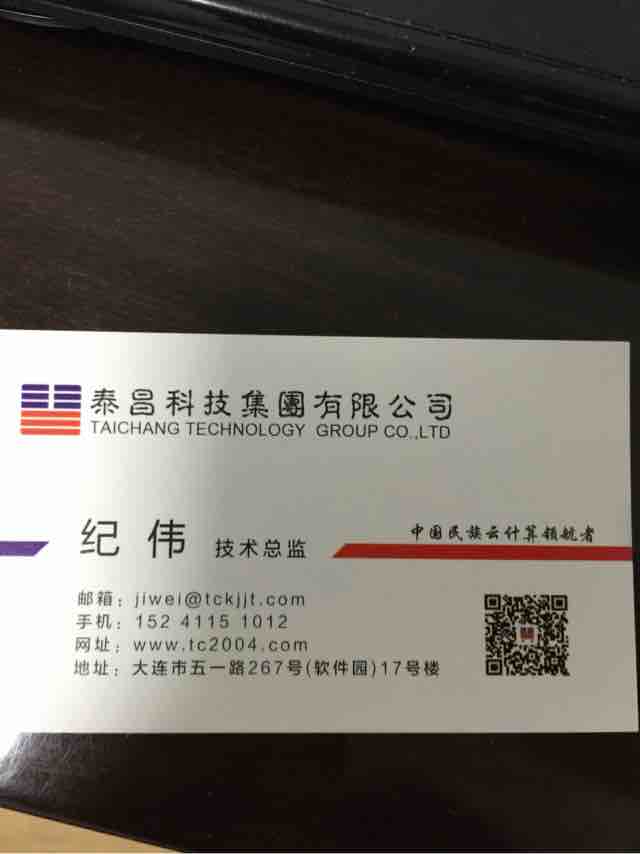 泰昌科技集團有限公司
TAICHANG TECHNOLOGY GROUP CO.,LTD
纪 伟 技术总监
中国民族云计算领航者
邮箱：jiwei@tckjjt.com
手机：152 4115 1012
网址：www.tc2004.com
地址：大连市五一路267号(软件园)17号楼